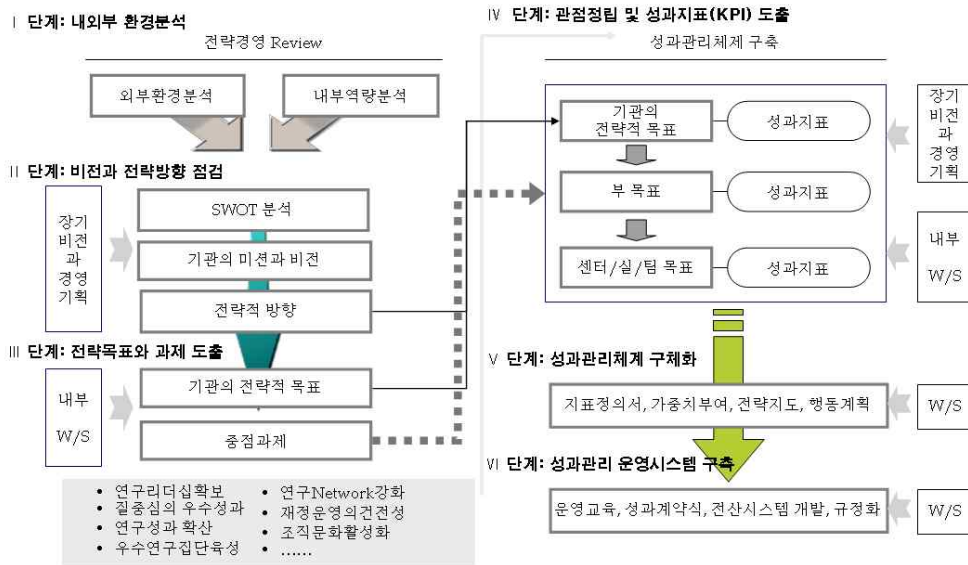 I 단계: 내외부 환경분석
전략경영 Review
외부환경분석
내부역량분석
II 단계: 비전과 전략방향 점검
장기
비전
과
경영
기획
SWOT 분석
기관의 미션과 비전
전략적 방향
III 단계: 전략목표와 과제 도출
내부
W/S
기관의 전략적 목표
중점과제
• 연구리더십확보
• 질중심의 우수성과
• 연구성과 확산
• 우수연구집단육성
• 연구Network강화
• 재정운영의건전성
• 조직문화활성화
• ……
IV 단계: 관점정립 및 성과지표(KPI) 도출
성과관리체제 구축
기관의
전략적 목표
성과지표
부 목표
성과지표
센터/실/팀 목표
성과지표
장기
비전
과
경영
기획
내부
W/S
V 단계: 성과관리체계 구체화
지표정의서, 가중치부여, 전략지도, 행동계획
W/S
VI 단계: 성과관리 운영시스템 구축
운영교육, 성과계약식, 전산시스템 개발, 규정화
W/S